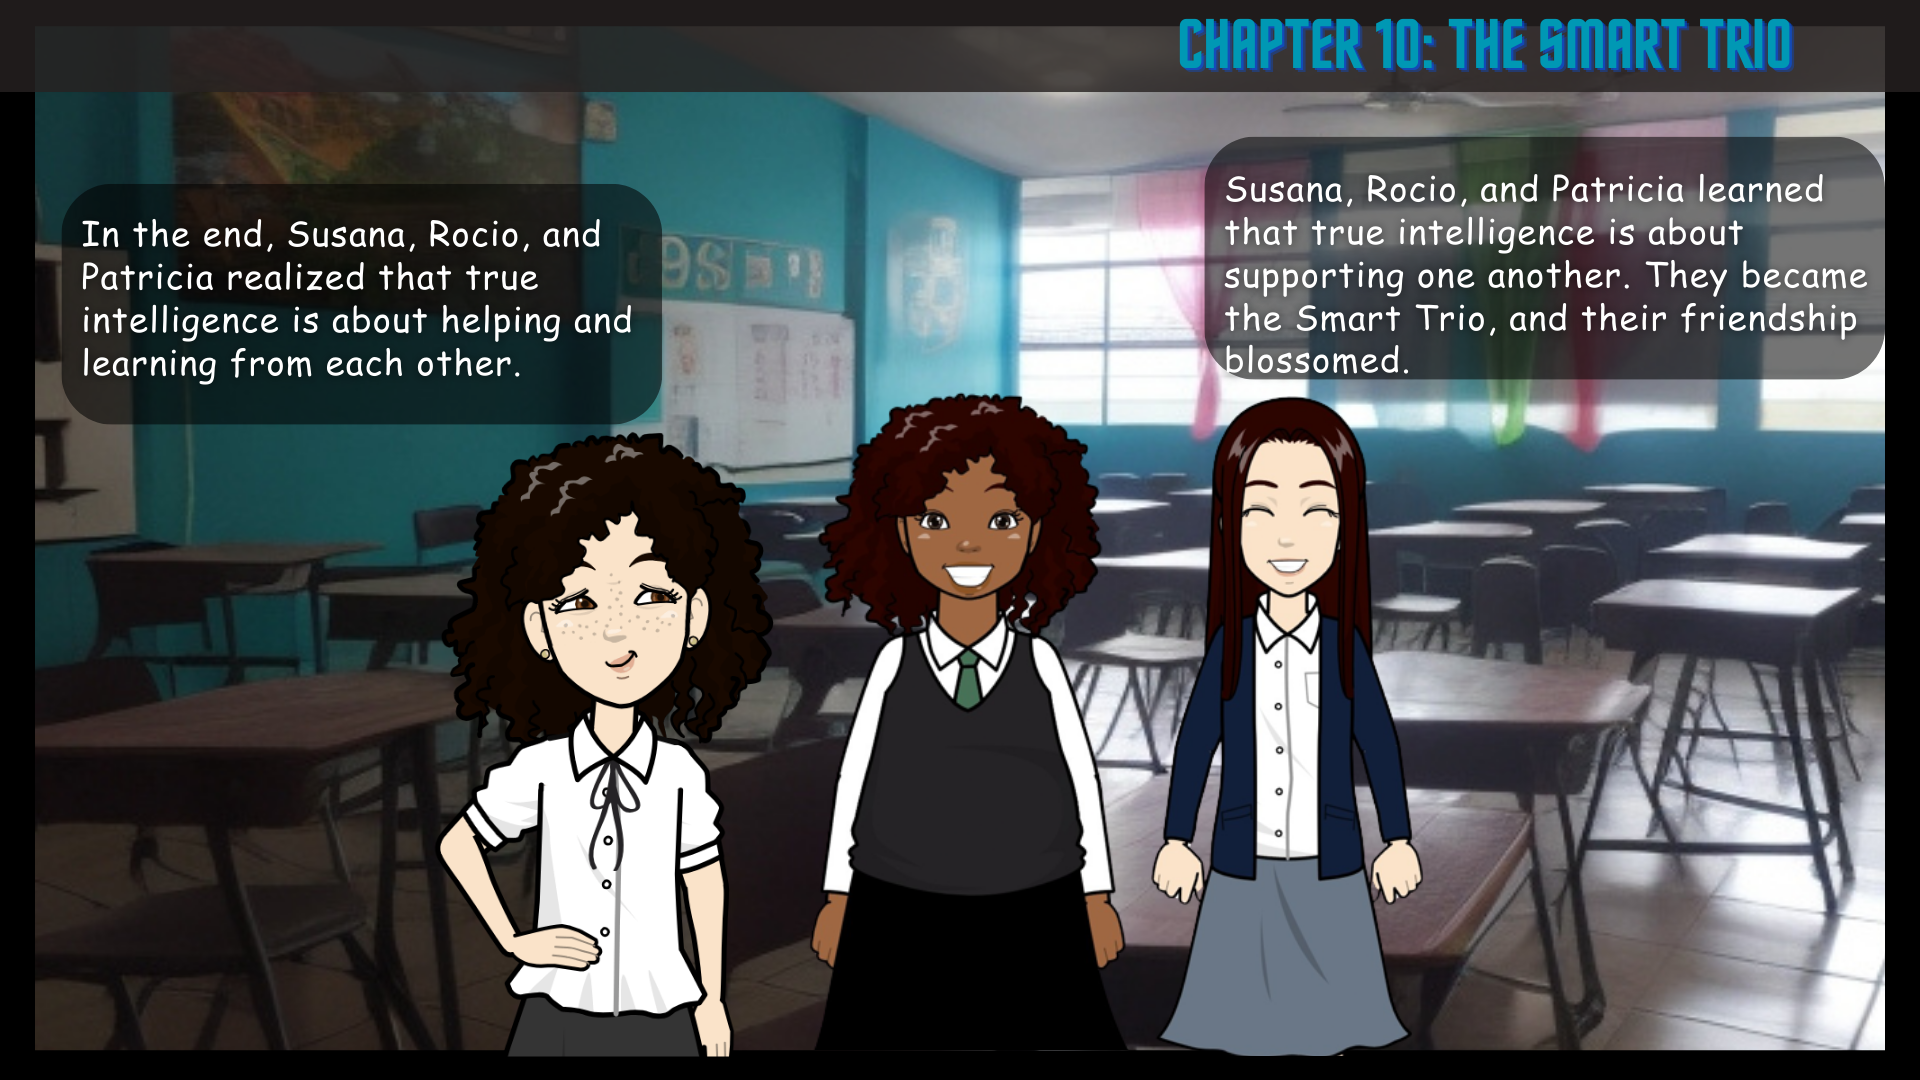 CHAPTER 10: THE SMART TRIO
In the end, Susana, Rocio, and
Patricia realized that true
intelligence is about helping and
learning from each other.
Susana, Rocio, and Patricia learned
that true intelligence is about
supporting one another. They became
the Smart Trio, and their friendship
blossomed.